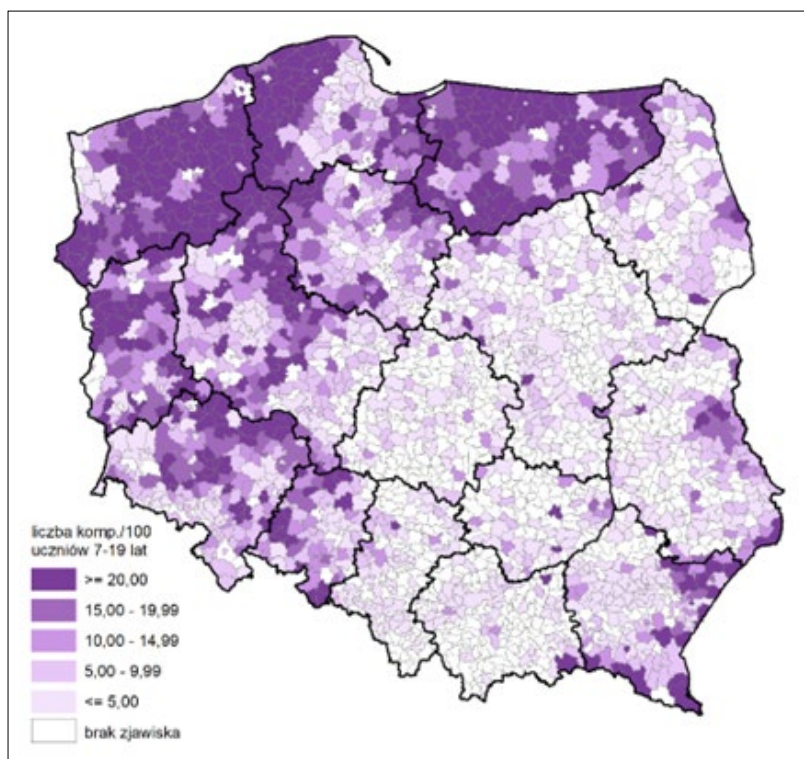 liczba komp./100
uczniów 7-19 lat
>= 20,00
15,00 - 19,99
10,00 - 14,99
5,00 - 9,99
<= 5,00
brak zjawiska